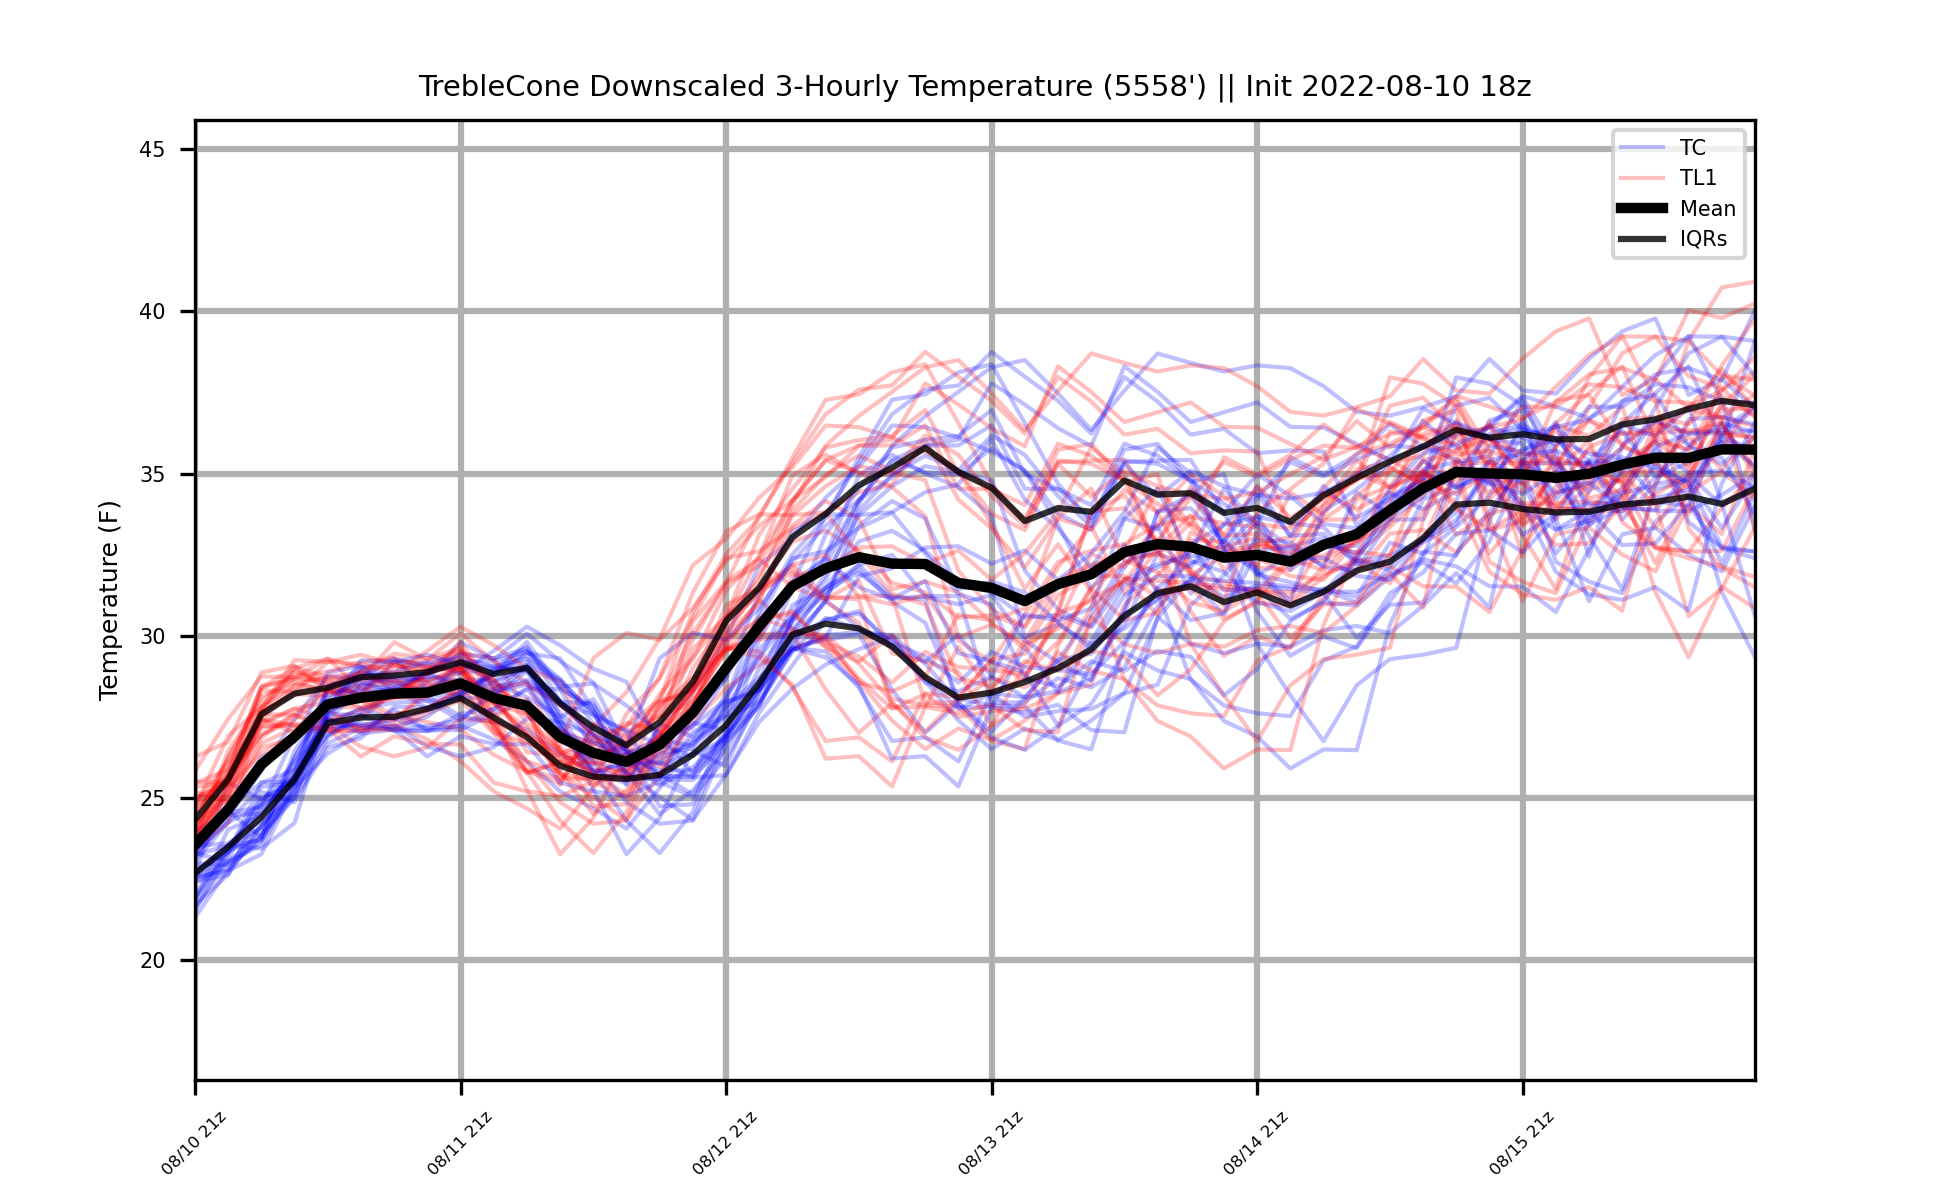 TrebleCone Downscaled 3-Hourly Temperature (5558') || Init 2022-08-10 18z
TC
TL1
Mean
IQRs
Temperature (F)
45
40
35
30
25
20
08/10 21z
08/11 21z
08/12 21z
08/13 21z
08/14 21z
08/15 21z